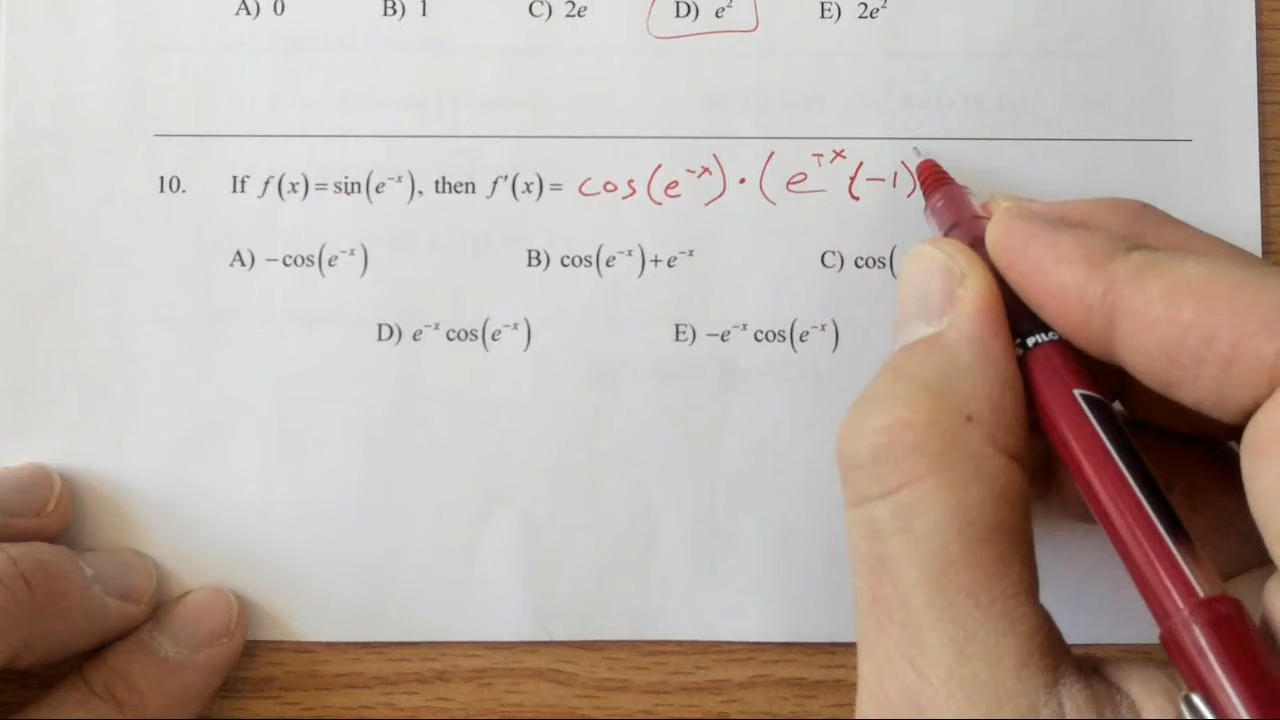 A) 0 B) 1 C) 2e D) e² E) 2e²
10. If f(x)=sin(e⁻ˣ), then f'(x)= cos(e⁻ˣ)·(e⁻ˣ(-1)
A) −cos(e⁻ˣ) B) cos(e⁻ˣ)+e⁻ˣ C) cos(
D) e⁻ˣ cos(e⁻ˣ) E) −e⁻ˣ cos(e⁻ˣ)
PILO